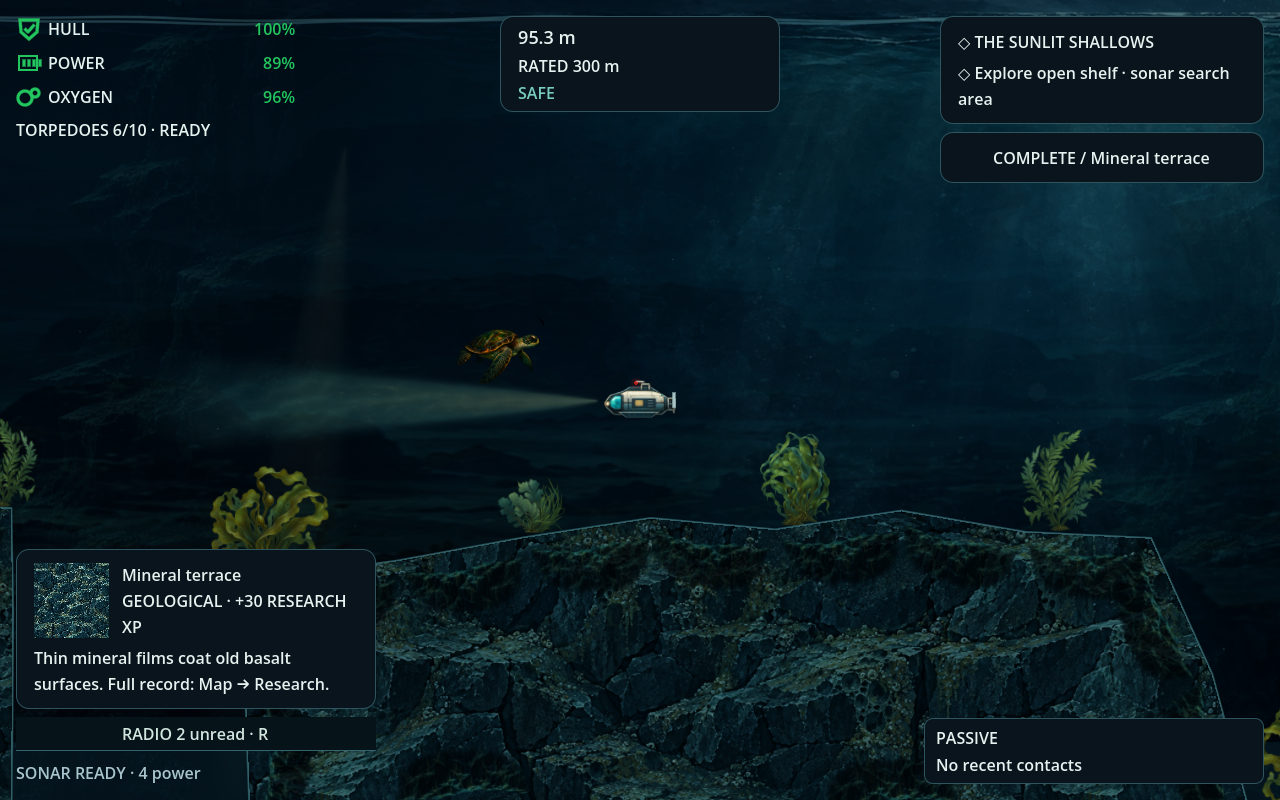 HULL 100%
POWER 89%
OXYGEN 96%
TORPEDOES 6/10 · READY
95.3 m
RATED 300 m
SAFE
◇ THE SUNLIT SHALLOWS
◇ Explore open shelf · sonar search
area
COMPLETE / Mineral terrace
Mineral terrace
GEOLOGICAL · +30 RESEARCH
XP
Thin mineral films coat old basalt
surfaces. Full record: Map → Research.
RADIO 2 unread · R
SONAR READY · 4 power
PASSIVE
No recent contacts